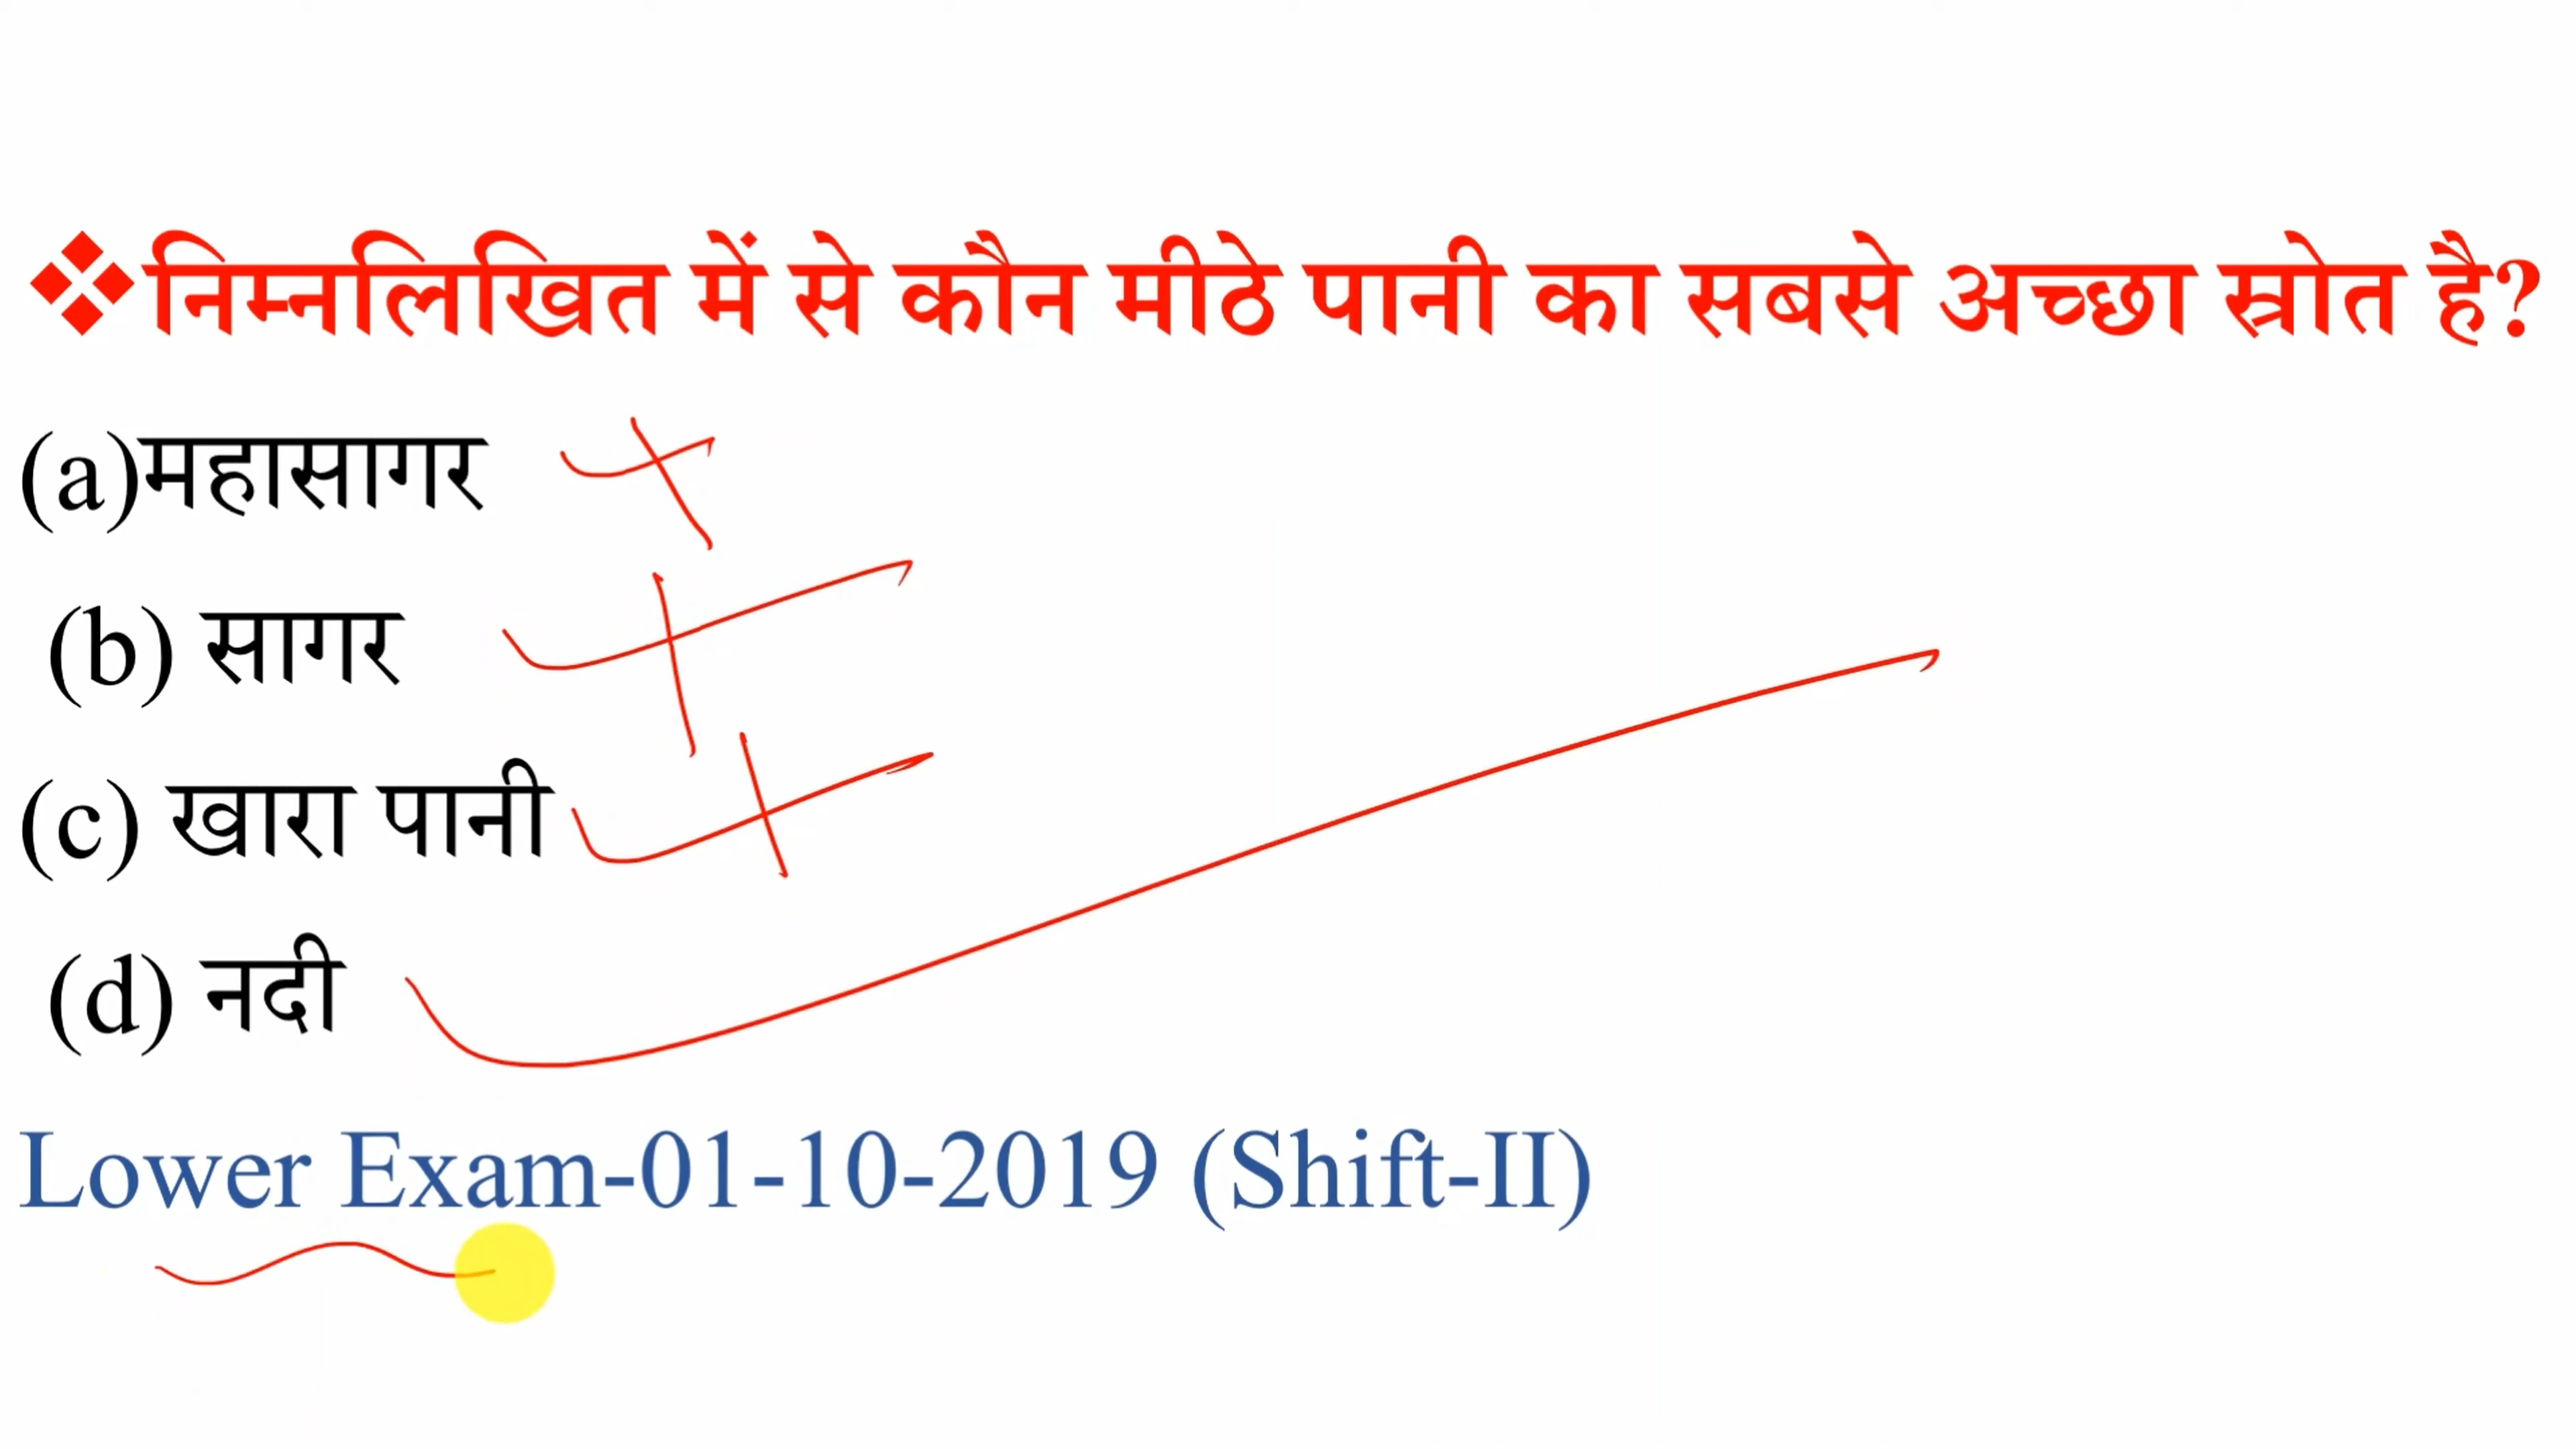 ❖निम्नलिखित में से कौन मीठे पानी का सबसे अच्छा स्रोत है?
(a)महासागर
(b) सागर
(c) खारा पानी
(d) नदी
Lower Exam-01-10-2019 (Shift-II)